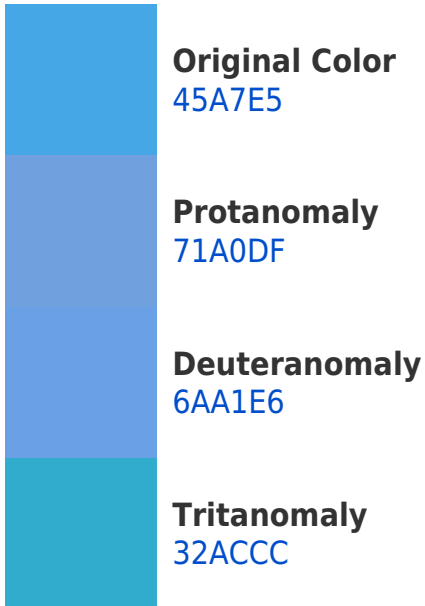 Original Color
45A7E5
Protanomaly
71A0DF
Deuteranomaly
6AA1E6
Tritanomaly
32ACCC